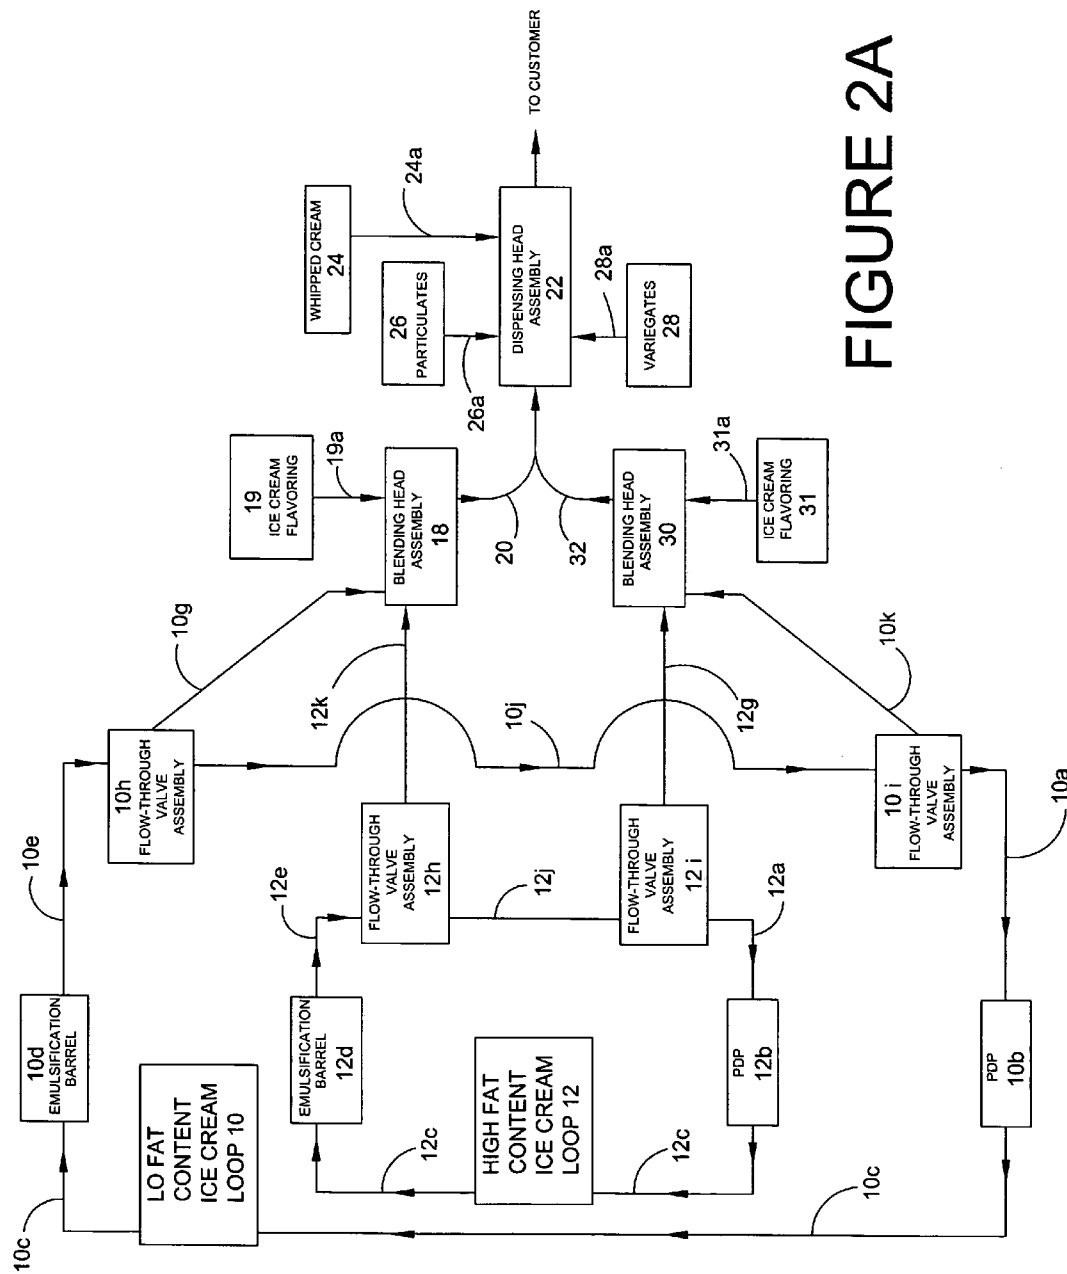 10c
10d
EMULSIFICATION
BARREL
10e
10h
FLOW-THROUGH
VALVE
ASSEMBLY
10g
19
ICE CREAM
FLAVORING
19a
WHIPPED CREAM
24
24a
LO FAT
CONTENT
ICE CREAM
LOOP 10
EMULSIFICATION
BARREL
12d
12e
FLOW-THROUGH
VALVE
ASSEMBLY
12h
12k
BLENDING HEAD
ASSEMBLY
18
26
PARTICULATES
26a
12c
HIGH FAT
CONTENT
ICE CREAM
LOOP 12
12c
12j
10j
20
32
DISPENSING HEAD
ASSEMBLY
22
TO CUSTOMER
FLOW-THROUGH
VALVE
ASSEMBLY
12 i
12g
BLENDING HEAD
ASSEMBLY
30
28a
VARIEGATES
28
PDP
12b
12a
31a
ICE CREAM
FLAVORING
31
10c
PDP
10b
10a
10 i
FLOW-THROUGH
VALVE
ASSEMBLY
10k
FIGURE 2A